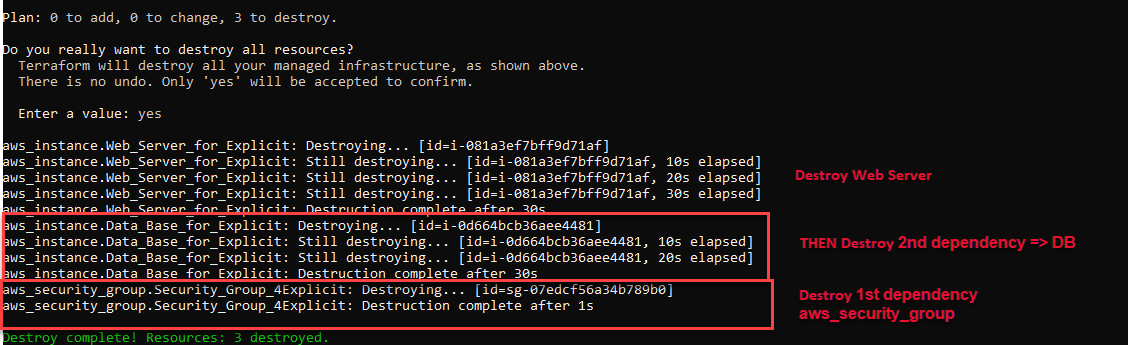 Plan: 0 to add, 0 to change, 3 to destroy.
Do you really want to destroy all resources?
Terraform will destroy all your managed infrastructure, as shown above.
There is no undo. Only 'yes' will be accepted to confirm.
Enter a value: yes
aws_instance.Web_Server_for_Explicit: Destroying... [id=i-081a3ef7bff9d71af]
aws_instance.Web_Server_for_Explicit: Still destroying... [id=i-081a3ef7bff9d71af, 10s elapsed]
aws_instance.Web_Server_for_Explicit: Still destroying... [id=i-081a3ef7bff9d71af, 20s elapsed]
aws_instance.Web_Server_for_Explicit: Still destroying... [id=i-081a3ef7bff9d71af, 30s elapsed]
aws_instance.Web_Server_for_Explicit: Destruction complete after 30s
Destroy Web Server
aws_instance.Data_Base_for_Explicit: Destroying... [id=i-0d664bcb36aee4481]
aws_instance.Data_Base_for_Explicit: Still destroying... [id=i-0d664bcb36aee4481, 10s elapsed]
aws_instance.Data_Base_for_Explicit: Still destroying... [id=i-0d664bcb36aee4481, 20s elapsed]
aws_instance.Data_Base_for_Explicit: Destruction complete after 30s
THEN Destroy 2nd dependency => DB
aws_security_group.Security_Group_4Explicit: Destroying... [id=sg-07edcf56a34b789b0]
aws_security_group.Security_Group_4Explicit: Destruction complete after 1s
Destroy 1st dependency
aws_security_group
Destroy complete! Resources: 3 destroyed.